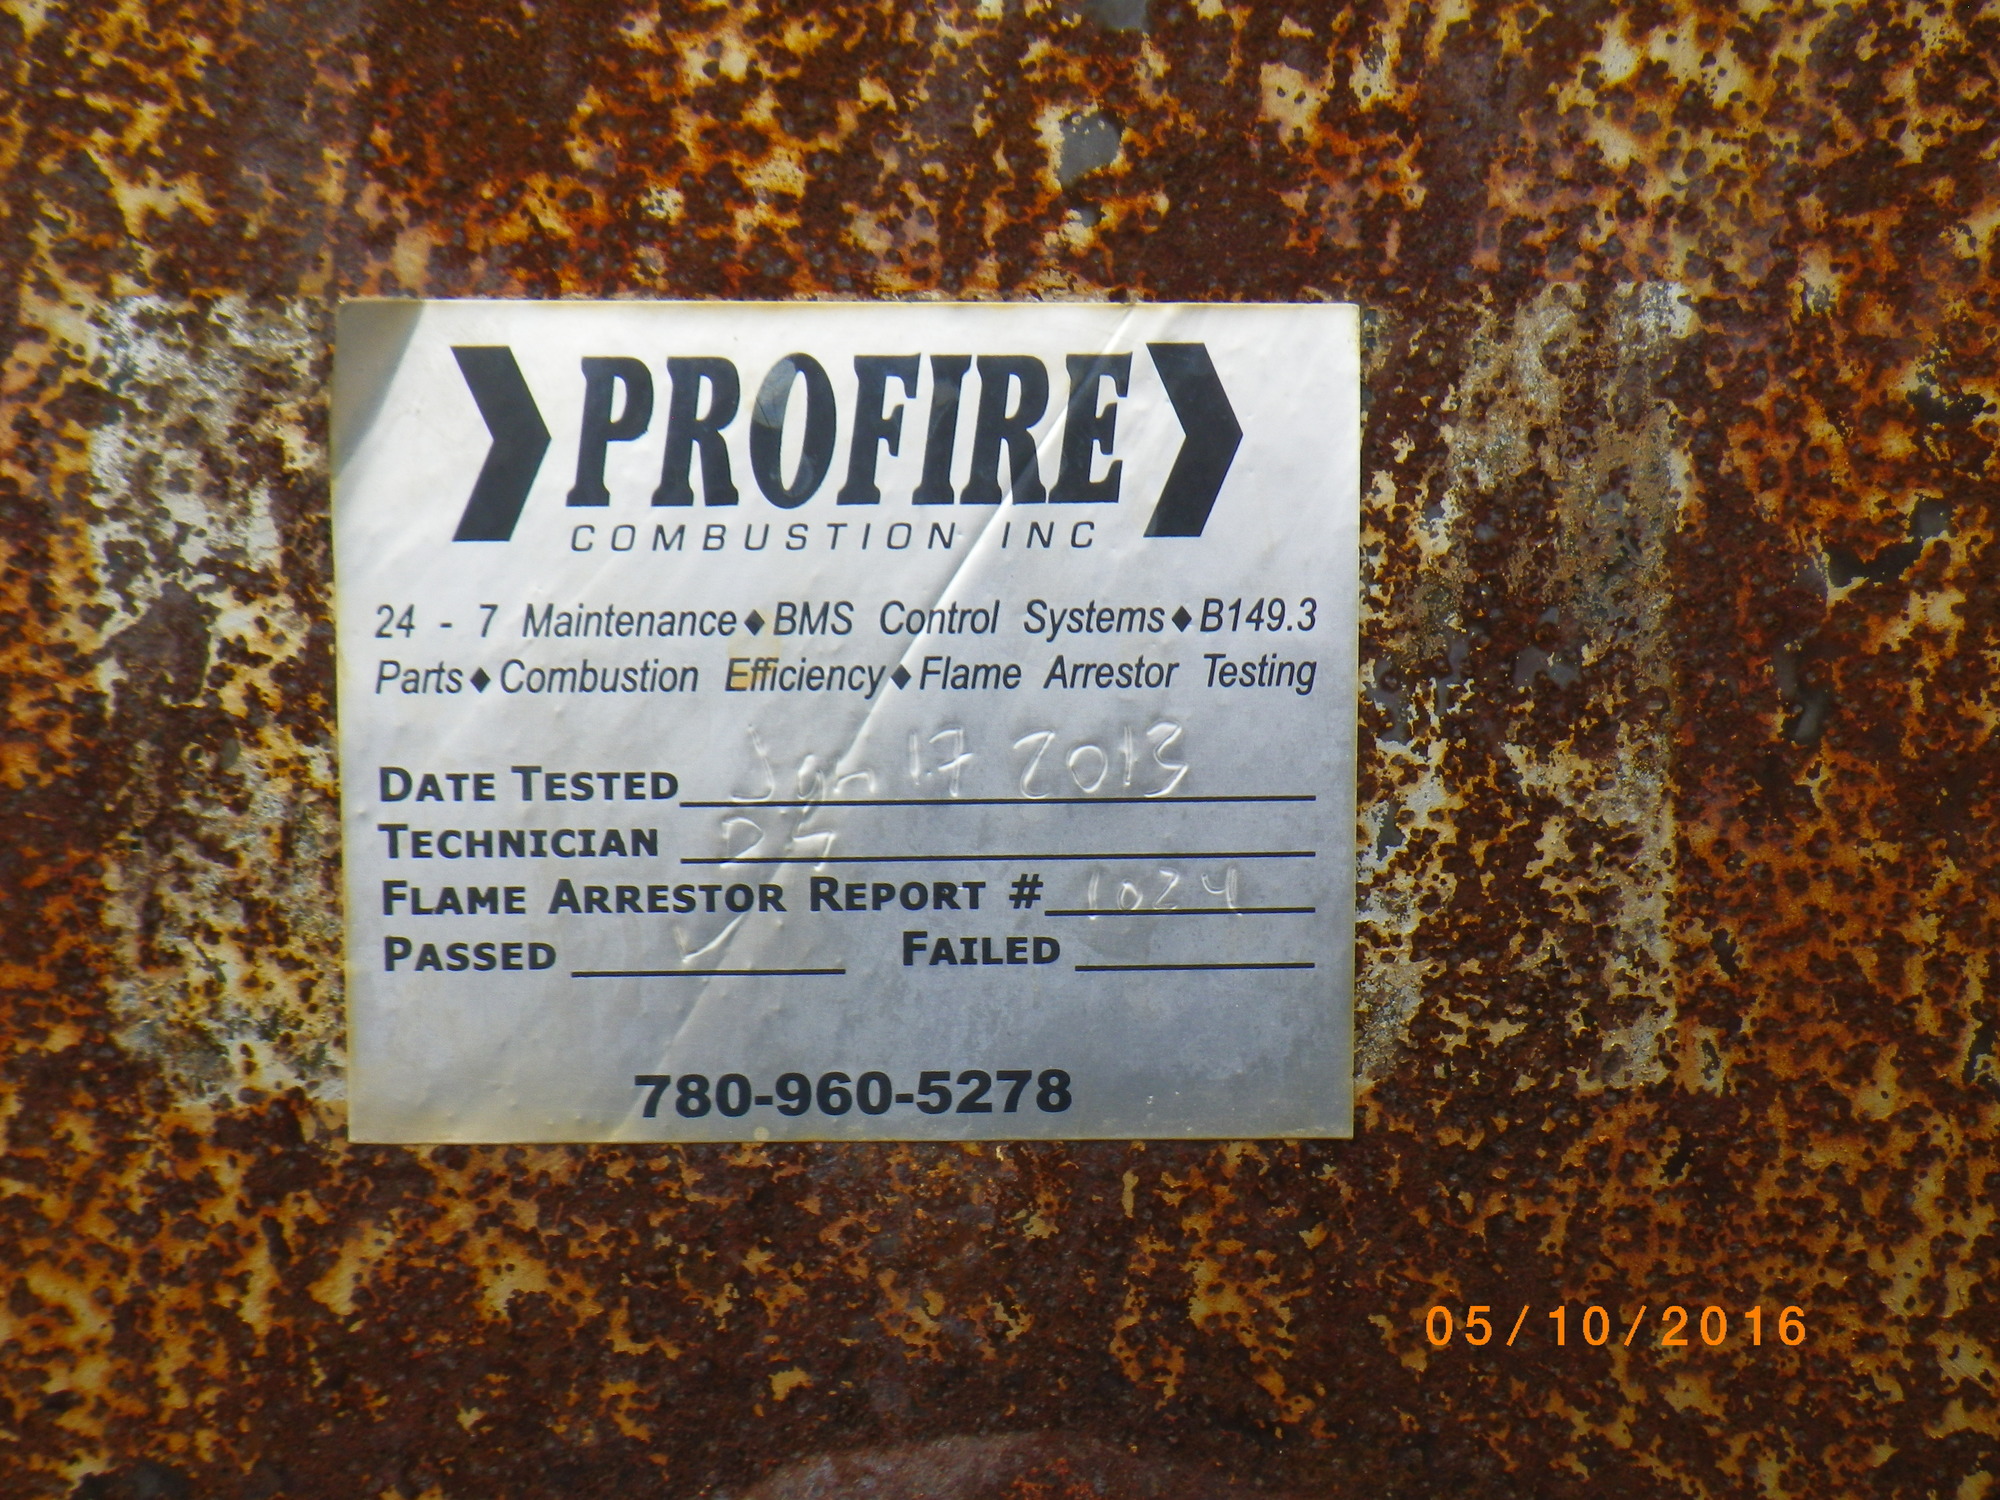 PROFIRE
COMBUSTION INC
24 - 7 Maintenance♦BMS Control Systems♦B149.3
Parts♦Combustion Efficiency♦Flame Arrestor Testing
DATE TESTED Jan 17 2013
TECHNICIAN
FLAME ARRESTOR REPORT # 1024
PASSED ✓ FAILED
780-960-5278
05/10/2016